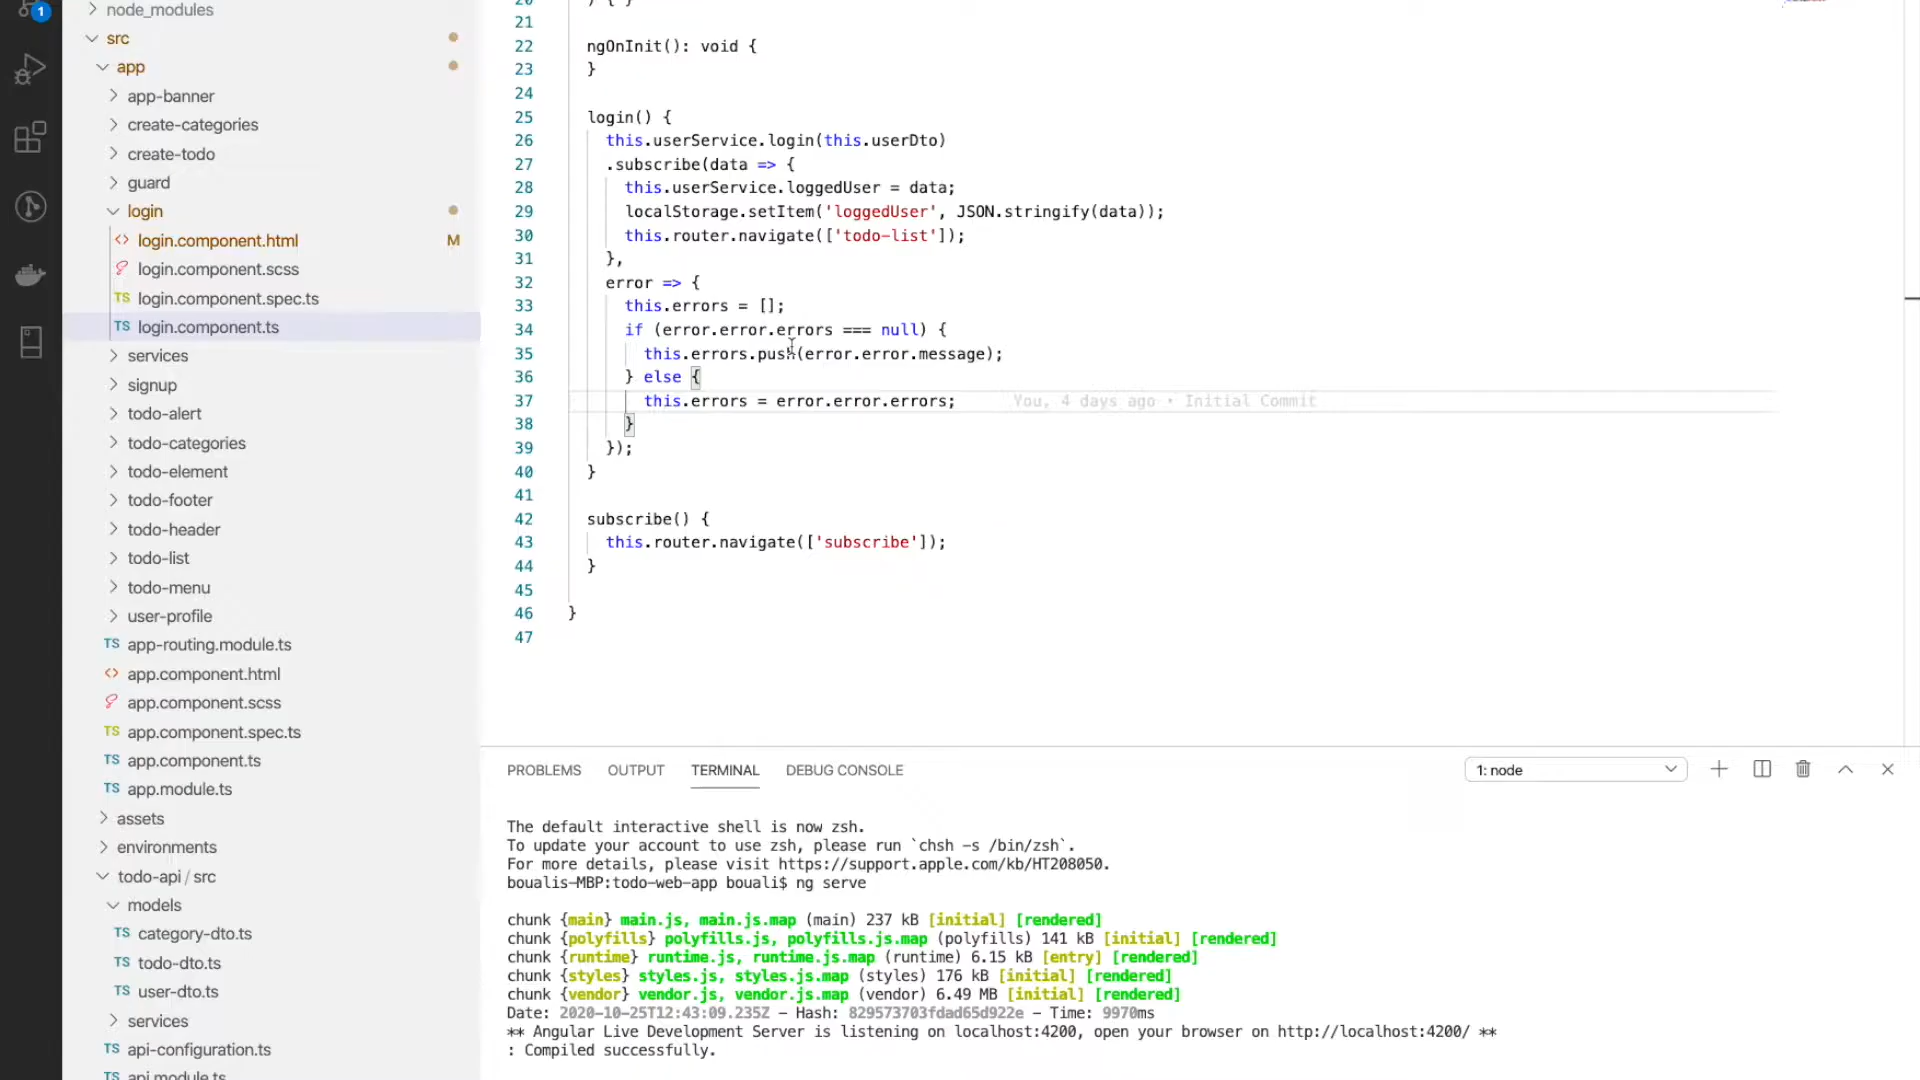 1
node_modules
src
app
app-banner
create-categories
create-todo
guard
login
login.component.html M
login.component.scss
login.component.spec.ts
login.component.ts
services
signup
todo-alert
todo-categories
todo-element
todo-footer
todo-header
todo-list
todo-menu
user-profile
app-routing.module.ts
app.component.html
app.component.scss
app.component.spec.ts
app.component.ts
app.module.ts
assets
environments
todo-api / src
models
category-dto.ts
todo-dto.ts
user-dto.ts
services
api-configuration.ts
api.module.ts
20 ) { }
21
22 ngOnInit(): void {
23 }
24
25 login() {
26 this.userService.login(this.userDto)
27 .subscribe(data => {
28 this.userService.loggedUser = data;
29 localStorage.setItem('loggedUser', JSON.stringify(data));
30 this.router.navigate(['todo-list']);
31 },
32 error => {
33 this.errors = [];
34 if (error.error.errors === null) {
35 this.errors.push(error.error.message);
36 } else {
37 this.errors = error.error.errors; You, 4 days ago • Initial Commit
38 }
39 });
40 }
41
42 subscribe() {
43 this.router.navigate(['subscribe']);
44 }
45
46 }
47
PROBLEMS OUTPUT TERMINAL DEBUG CONSOLE 1: node
The default interactive shell is now zsh.
To update your account to use zsh, please run `chsh -s /bin/zsh`.
For more details, please visit https://support.apple.com/kb/HT208050.
boualis-MBP:todo-web-app bouali$ ng serve
chunk {main} main.js, main.js.map (main) 237 kB [initial] [rendered]
chunk {polyfills} polyfills.js, polyfills.js.map (polyfills) 141 kB [initial] [rendered]
chunk {runtime} runtime.js, runtime.js.map (runtime) 6.15 kB [entry] [rendered]
chunk {styles} styles.js, styles.js.map (styles) 176 kB [initial] [rendered]
chunk {vendor} vendor.js, vendor.js.map (vendor) 6.49 MB [initial] [rendered]
Date: 2020-10-25T12:43:09.235Z - Hash: 829573703fdad65d922e - Time: 9970ms
** Angular Live Development Server is listening on localhost:4200, open your browser on http://localhost:4200/ **
: Compiled successfully.